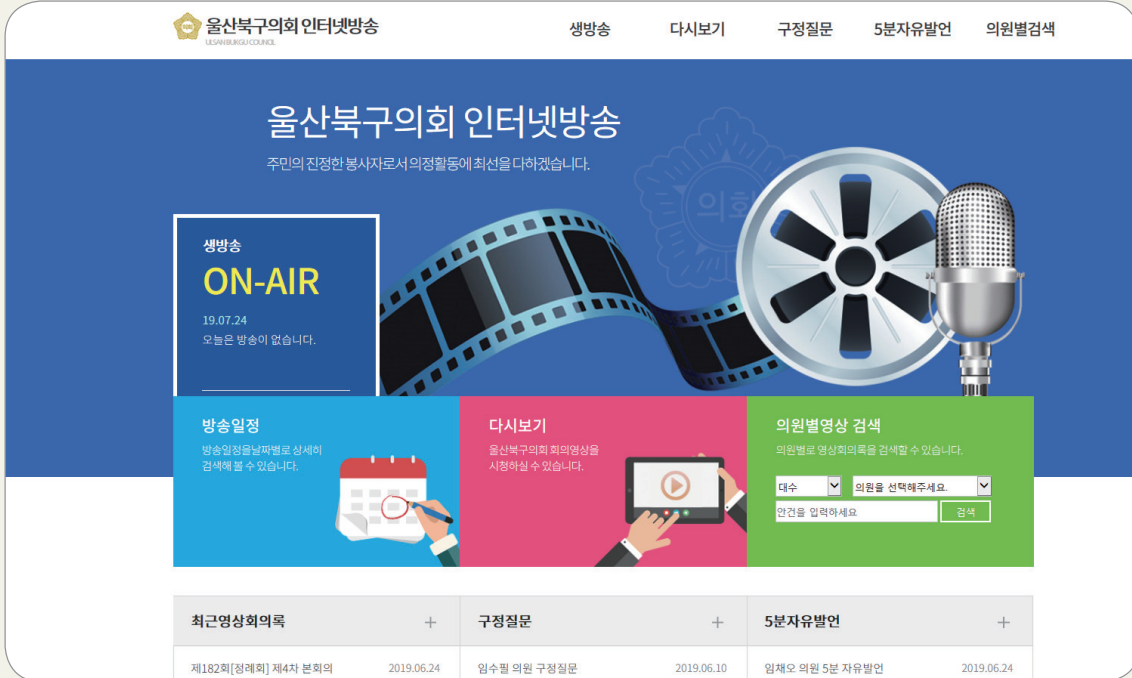 울산북구의회 인터넷방송
ULSAN BUKGU COUNCIL
생방송 다시보기 구정질문 5분자유발언 의원별검색
울산북구의회 인터넷방송
주민의 진정한 봉사자로서 의정활동에 최선을 다하겠습니다.
의회
생방송
ON-AIR
19.07.24
오늘은 방송이 없습니다.
방송일정
방송일정을날짜별로 상세히
검색해 볼 수 있습니다.
다시보기
울산북구의회 회의영상을
시청하실 수 있습니다.
의원별영상 검색
의원별로 영상회의록을 검색할 수 있습니다.
대수 의원을 선택해주세요.
안건을 입력하세요 검색
최근영상회의록 + 구정질문 + 5분자유발언 +
제182회[정례회] 제4차 본회의 2019.06.24 임수필 의원 구정질문 2019.06.10 임채오 의원 5분 자유발언 2019.06.24